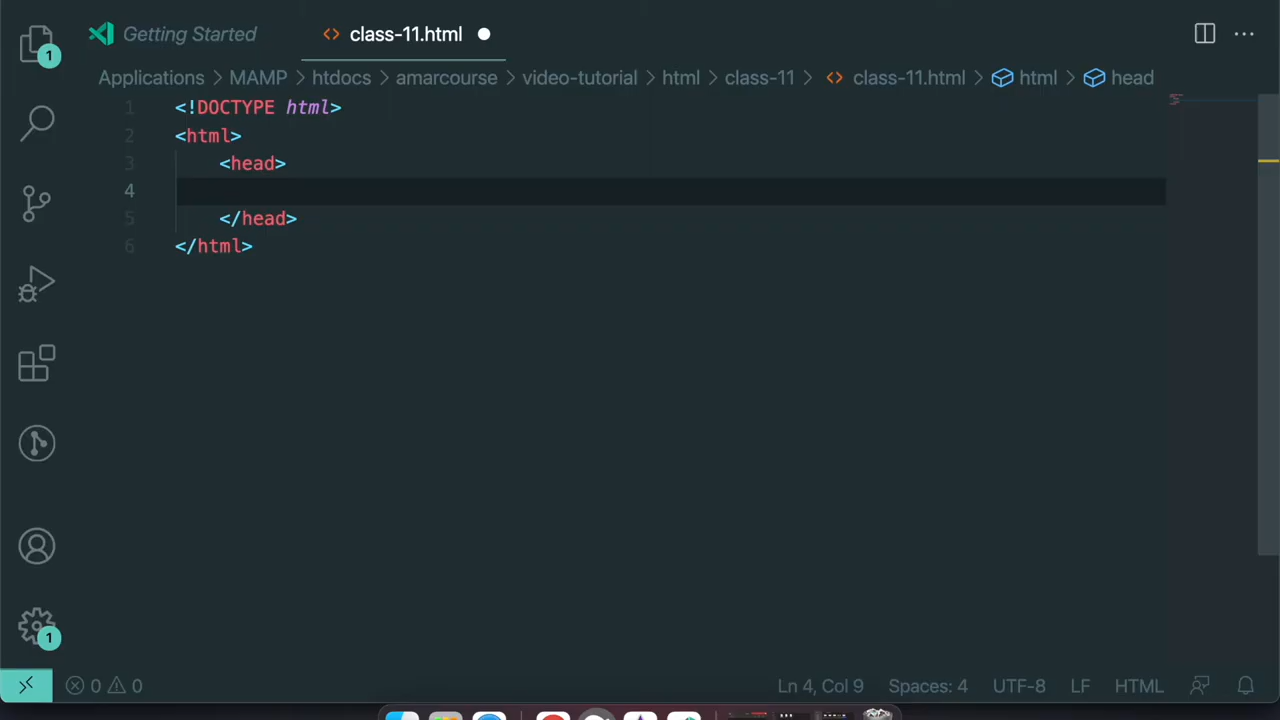 Getting Started
class-11.html
Applications > MAMP > htdocs > amarcourse > video-tutorial > html > class-11 > class-11.html > html > head
1 <!DOCTYPE html>
2 <html>
3 <head>
4
5 </head>
6 </html>
1
1
0 0
Ln 4, Col 9 Spaces: 4 UTF-8 LF HTML